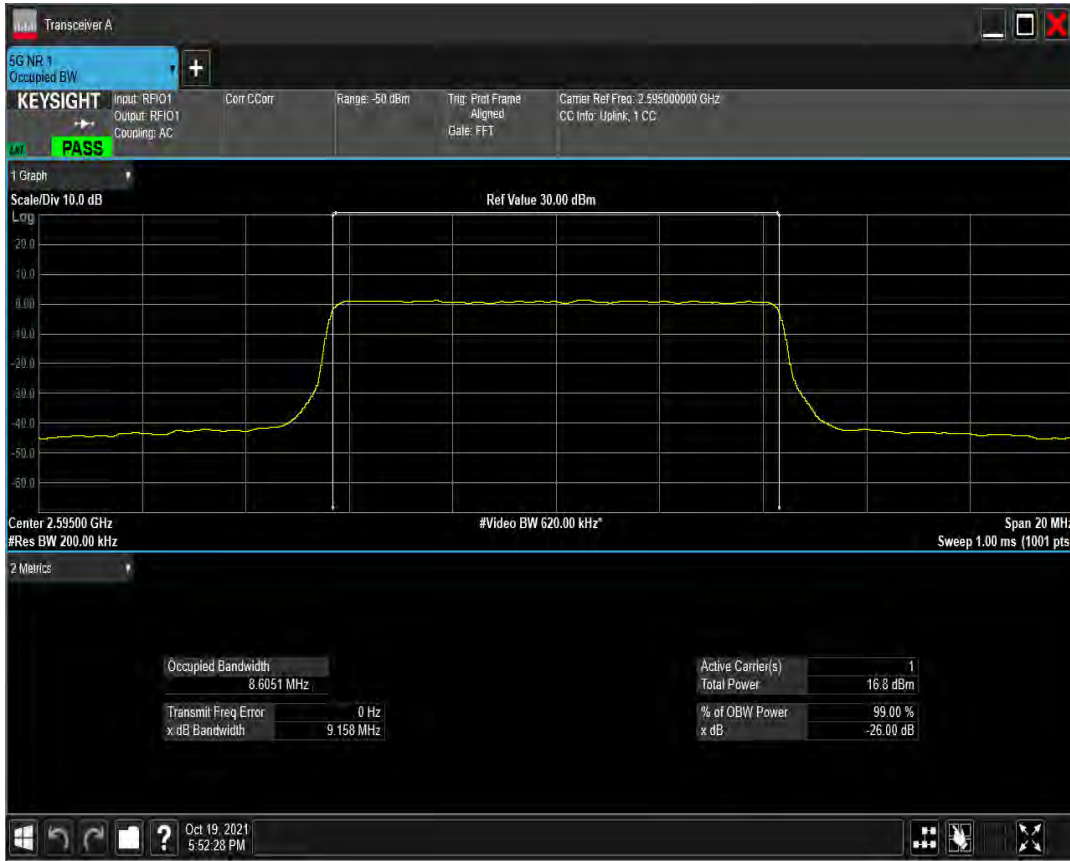 Transceiver A
5G NR 1
Occupied BW
KEYSIGHT
PASS
Input: RFIO1
Output: RFIO1
Coupling: AC
Corr CCorr
Range: -50 dBm
Trig: Prot Frame
Aligned
Gate: FFT
Carrier Ref Freq: 2.595000000 GHz
CC Info: Uplink, 1 CC
1 Graph
Scale/Div 10.0 dB
Ref Value 30.00 dBm
Log
20.0
10.0
0.00
-10.0
-20.0
-30.0
-40.0
-50.0
-60.0
Center 2.59500 GHz
#Video BW 620.00 kHz*
Span 20 MHz
#Res BW 200.00 kHz
Sweep 1.00 ms (1001 pts
2 Metrics
Occupied Bandwidth
8.6051 MHz
Transmit Freq Error 0 Hz
x dB Bandwidth 9.158 MHz
Active Carrier(s) 1
Total Power 16.8 dBm
% of OBW Power 99.00 %
x dB -26.00 dB
Oct 19, 2021
5:52:28 PM